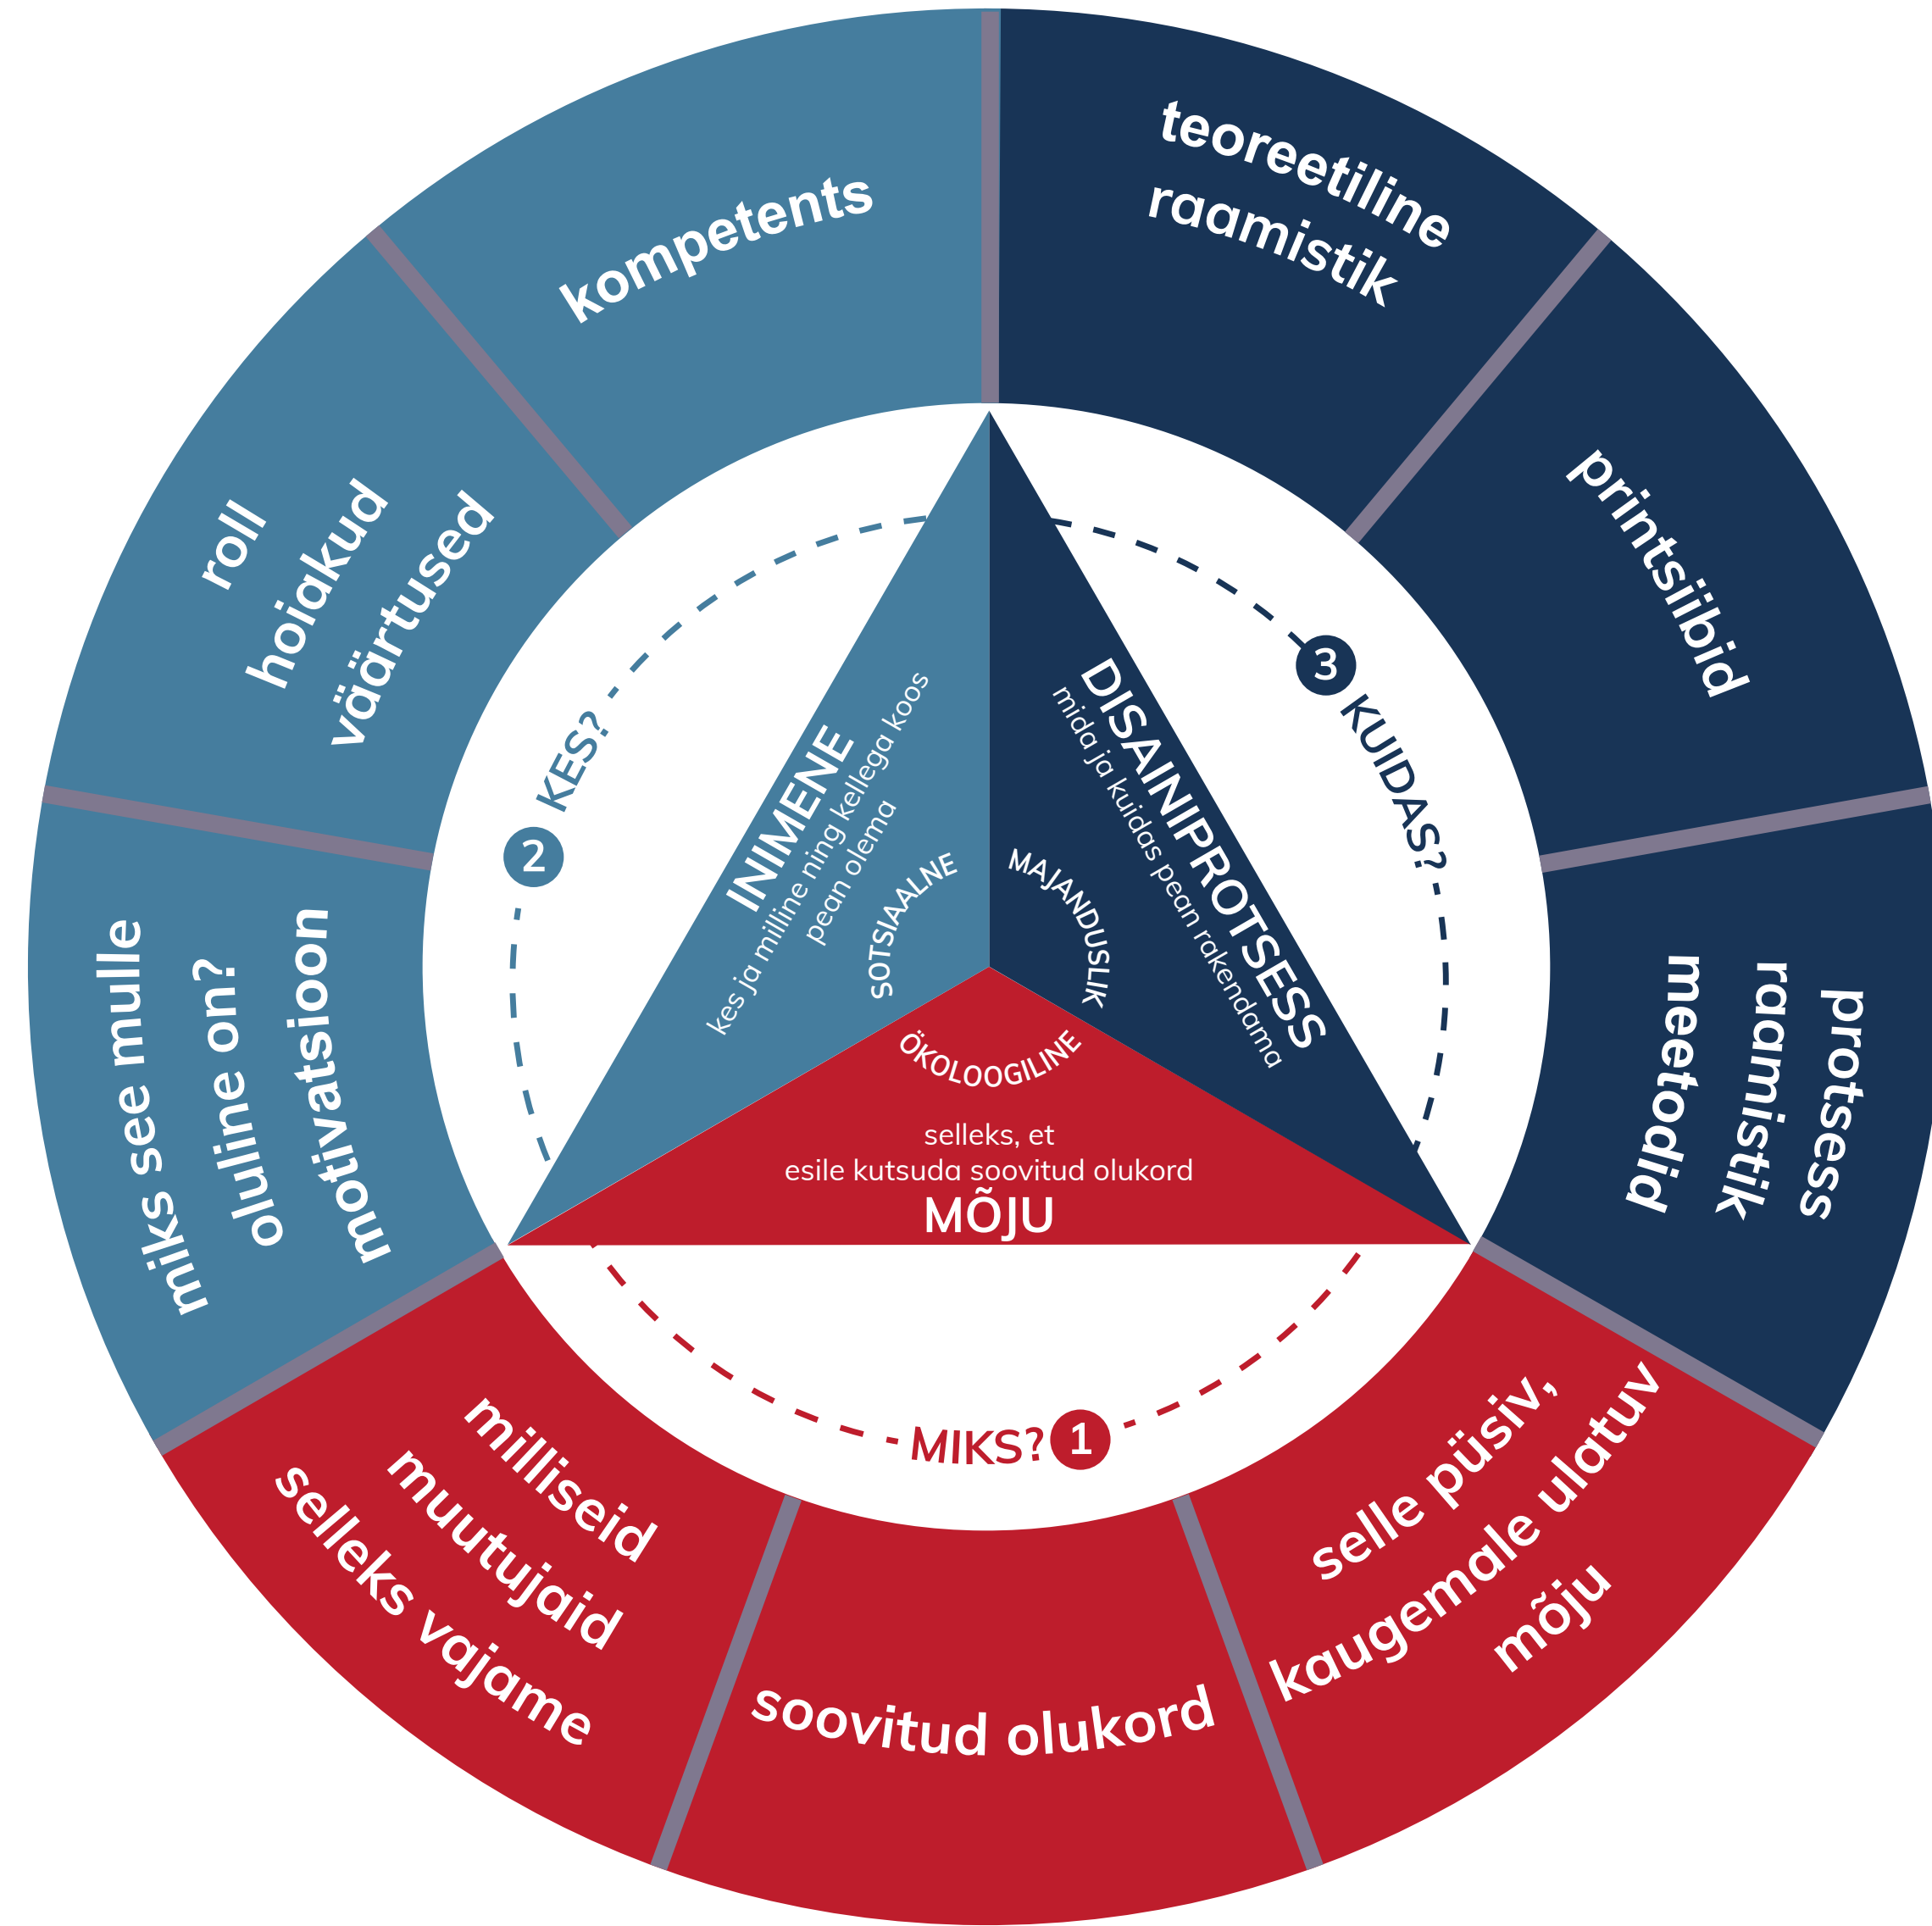 kompetents
teoreetiline
raamistik
printsiibid
protsess
raamistik
meetodid
selle püsiv,
kaugemale ulatuv
mõju
soovitud olukord
milliseid
muutujaid
selleks vajame
miks see mulle
oluline on?
motivatsioon
roll
hoiakud
väärtused
1
MIKS?
2
KES?
3
KUIDAS?
INIMENE
kes ja milline ning kellega koos
pean olema
SOTSIAALNE
DISAINIPROTSESS
mida ja kuidas pean rakendama
MAJANDUSLIK
ÖKOLOOGILINE
selleks, et
esile kutsuda soovitud olukord
MÕJU